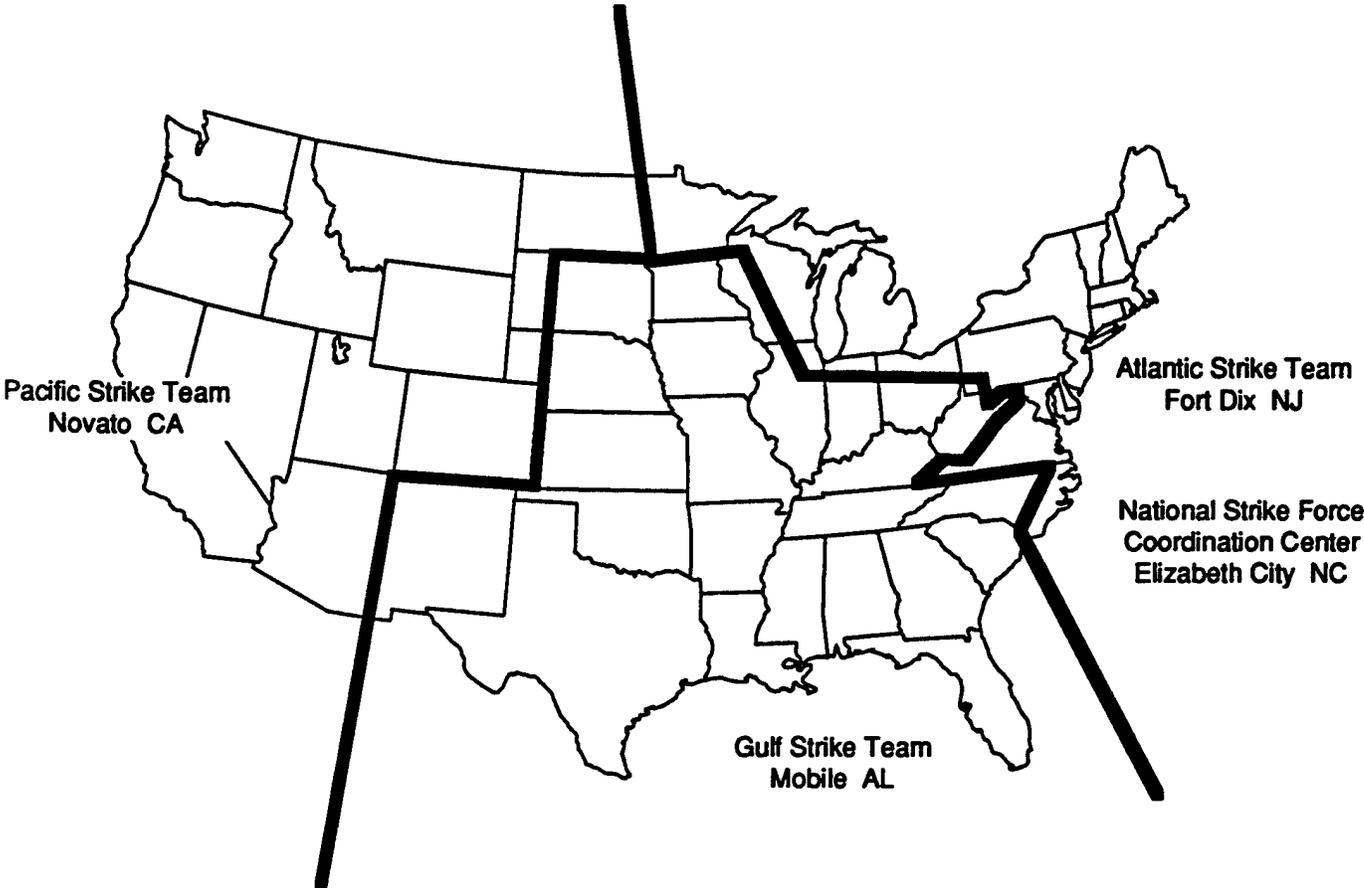 Pacific Strike Team
Novato CA
Atlantic Strike Team
Fort Dix NJ
National Strike Force
Coordination Center
Elizabeth City NC
Gulf Strike Team
Mobile AL